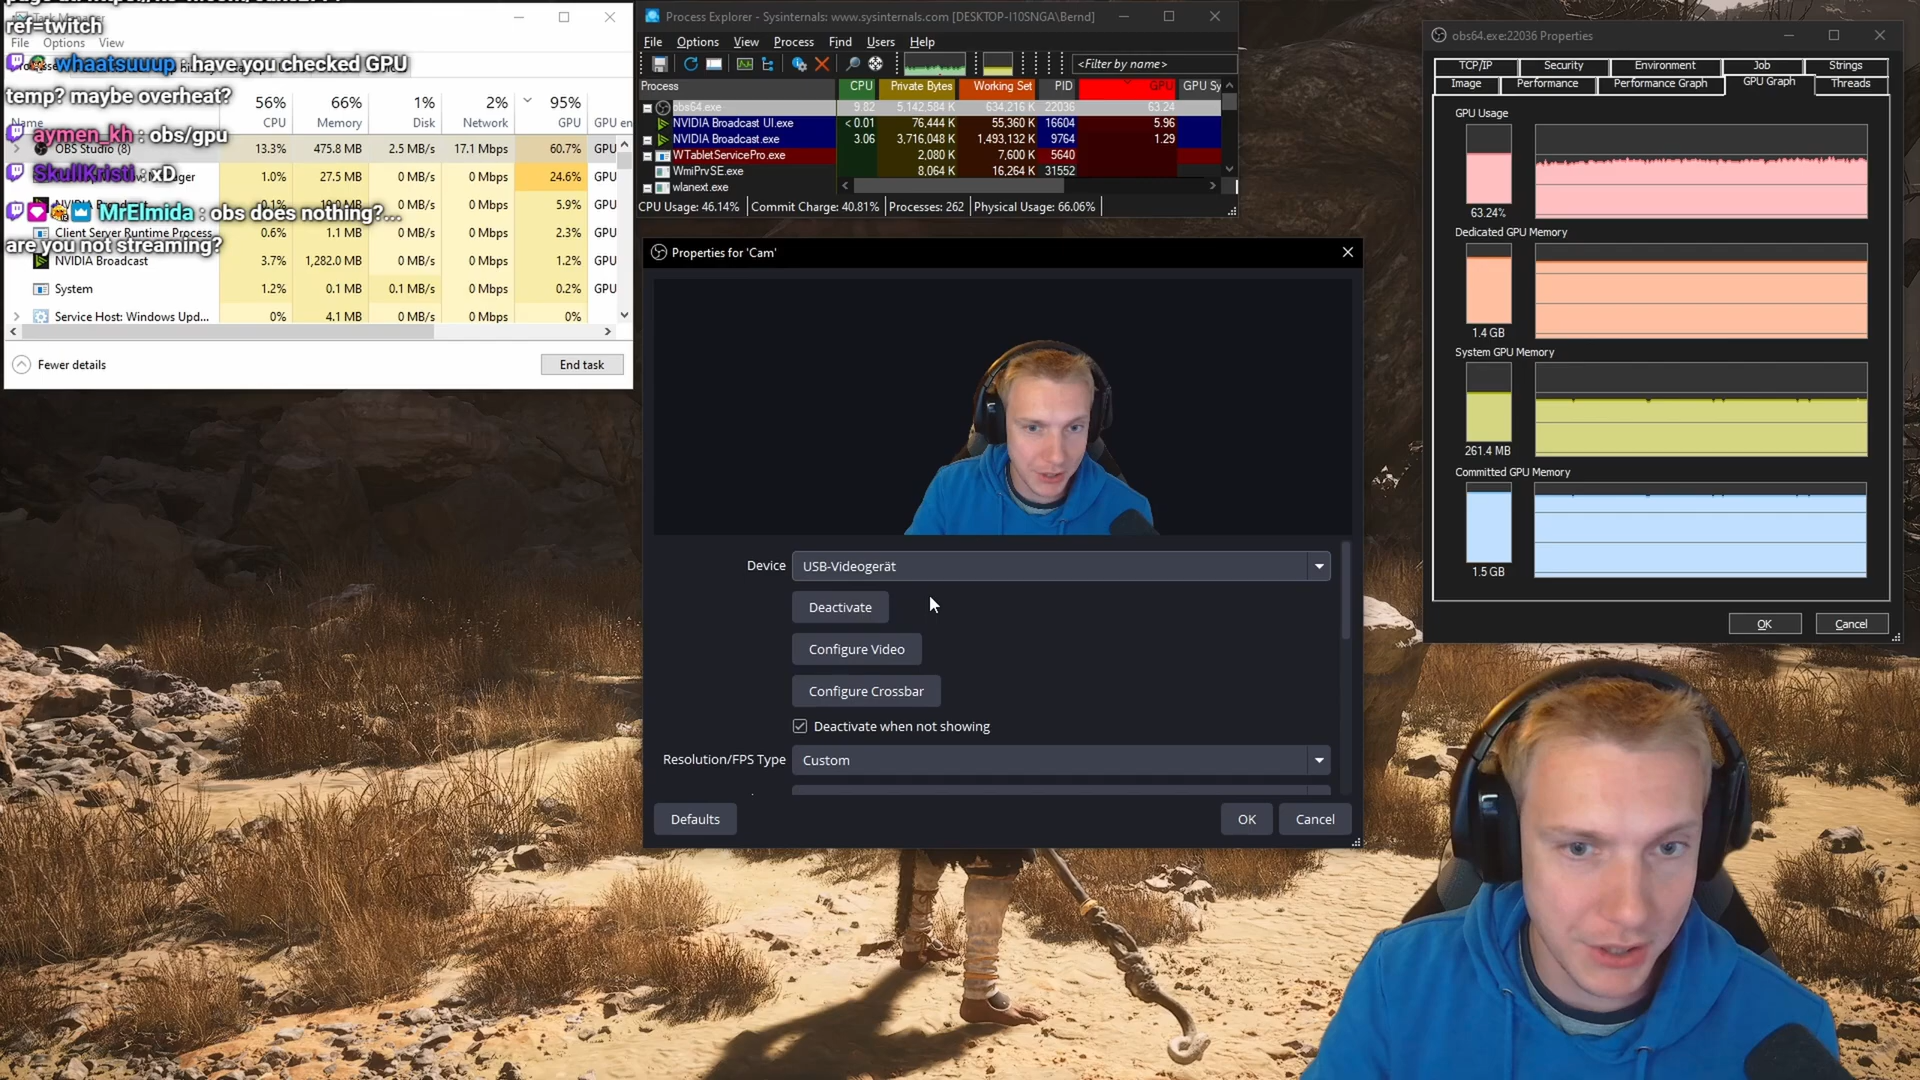 ref=twitch
File Options View
whaatsuuup : have you checked GPU
temp? maybe overheat?
56% 66% 1% 2% 95%
Name CPU Memory Disk Network GPU GPU en
aymen_kh : obs/gpu
OBS Studio (8) 13.3% 475.8 MB 2.5 MB/s 17.1 Mbps 60.7% GPU
SkullKristi : xD
1.0% 27.5 MB 0 MB/s 0 Mbps 24.6%
MrElmida : obs does nothing?...
0 MB/s 0 Mbps 5.9% GPU
are you not streaming?
Client Server Runtime Process 0.6% 1.1 MB 0 MB/s 0 Mbps 2.3% GPU
NVIDIA Broadcast 3.7% 1,282.0 MB 0 MB/s 0 Mbps 1.2% GPU
System 1.2% 0.1 MB 0.1 MB/s 0 Mbps 0.2% GPU
Service Host: Windows Upd... 0% 4.1 MB 0 MB/s 0 Mbps 0%
Fewer details
End task
Process Explorer - Sysinternals: www.sysinternals.com [DESKTOP-I10SNGA\Bernd]
File Options View Process Find Users Help
<Filter by name>
Process CPU Private Bytes Working Set PID GPU GPU Sy
obs64.exe 9.82 5,142,584 K 634,216 K 22036 63.24
NVIDIA Broadcast UI.exe < 0.01 76,444 K 55,360 K 16604 5.96
NVIDIA Broadcast.exe 3.06 3,716,048 K 1,493,132 K 9764 1.29
WTabletServicePro.exe 2,080 K 7,600 K 5640
WmiPrvSE.exe 8,064 K 16,264 K 31552
wlanext.exe
CPU Usage: 46.14% Commit Charge: 40.81% Processes: 262 Physical Usage: 66.06%
Properties for 'Cam'
Device USB-Videogerät
Deactivate
Configure Video
Configure Crossbar
Deactivate when not showing
Resolution/FPS Type Custom
Defaults OK Cancel
obs64.exe:22036 Properties
TCP/IP Security Environment Job Strings
Image Performance Performance Graph GPU Graph Threads
GPU Usage
63.24%
Dedicated GPU Memory
1.4 GB
System GPU Memory
261.4 MB
Committed GPU Memory
1.5 GB
OK Cancel